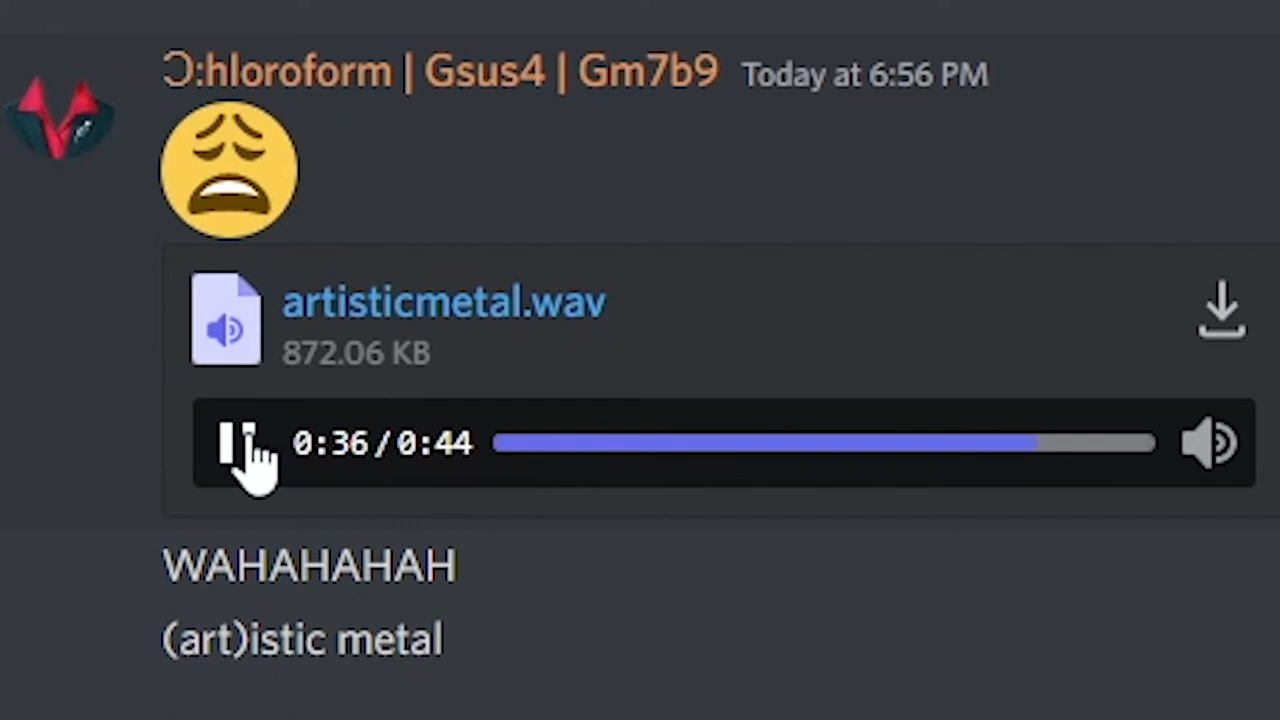 Ɔ:hloroform | Gsus4 | Gm7b9 Today at 6:56 PM
artisticmetal.wav
872.06 KB
0:36/0:44
WAHAHAHAH
(art)istic metal